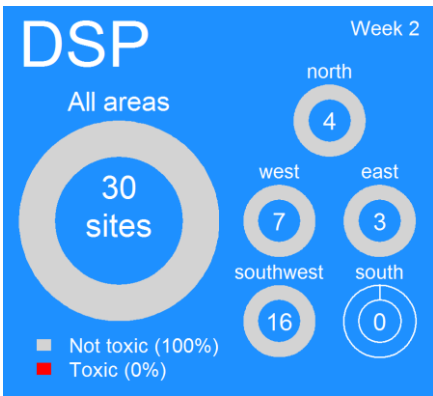 DSP
Week 2
All areas
30
sites
north
4
west
7
east
3
southwest
16
south
0
Not toxic (100%)
Toxic (0%)